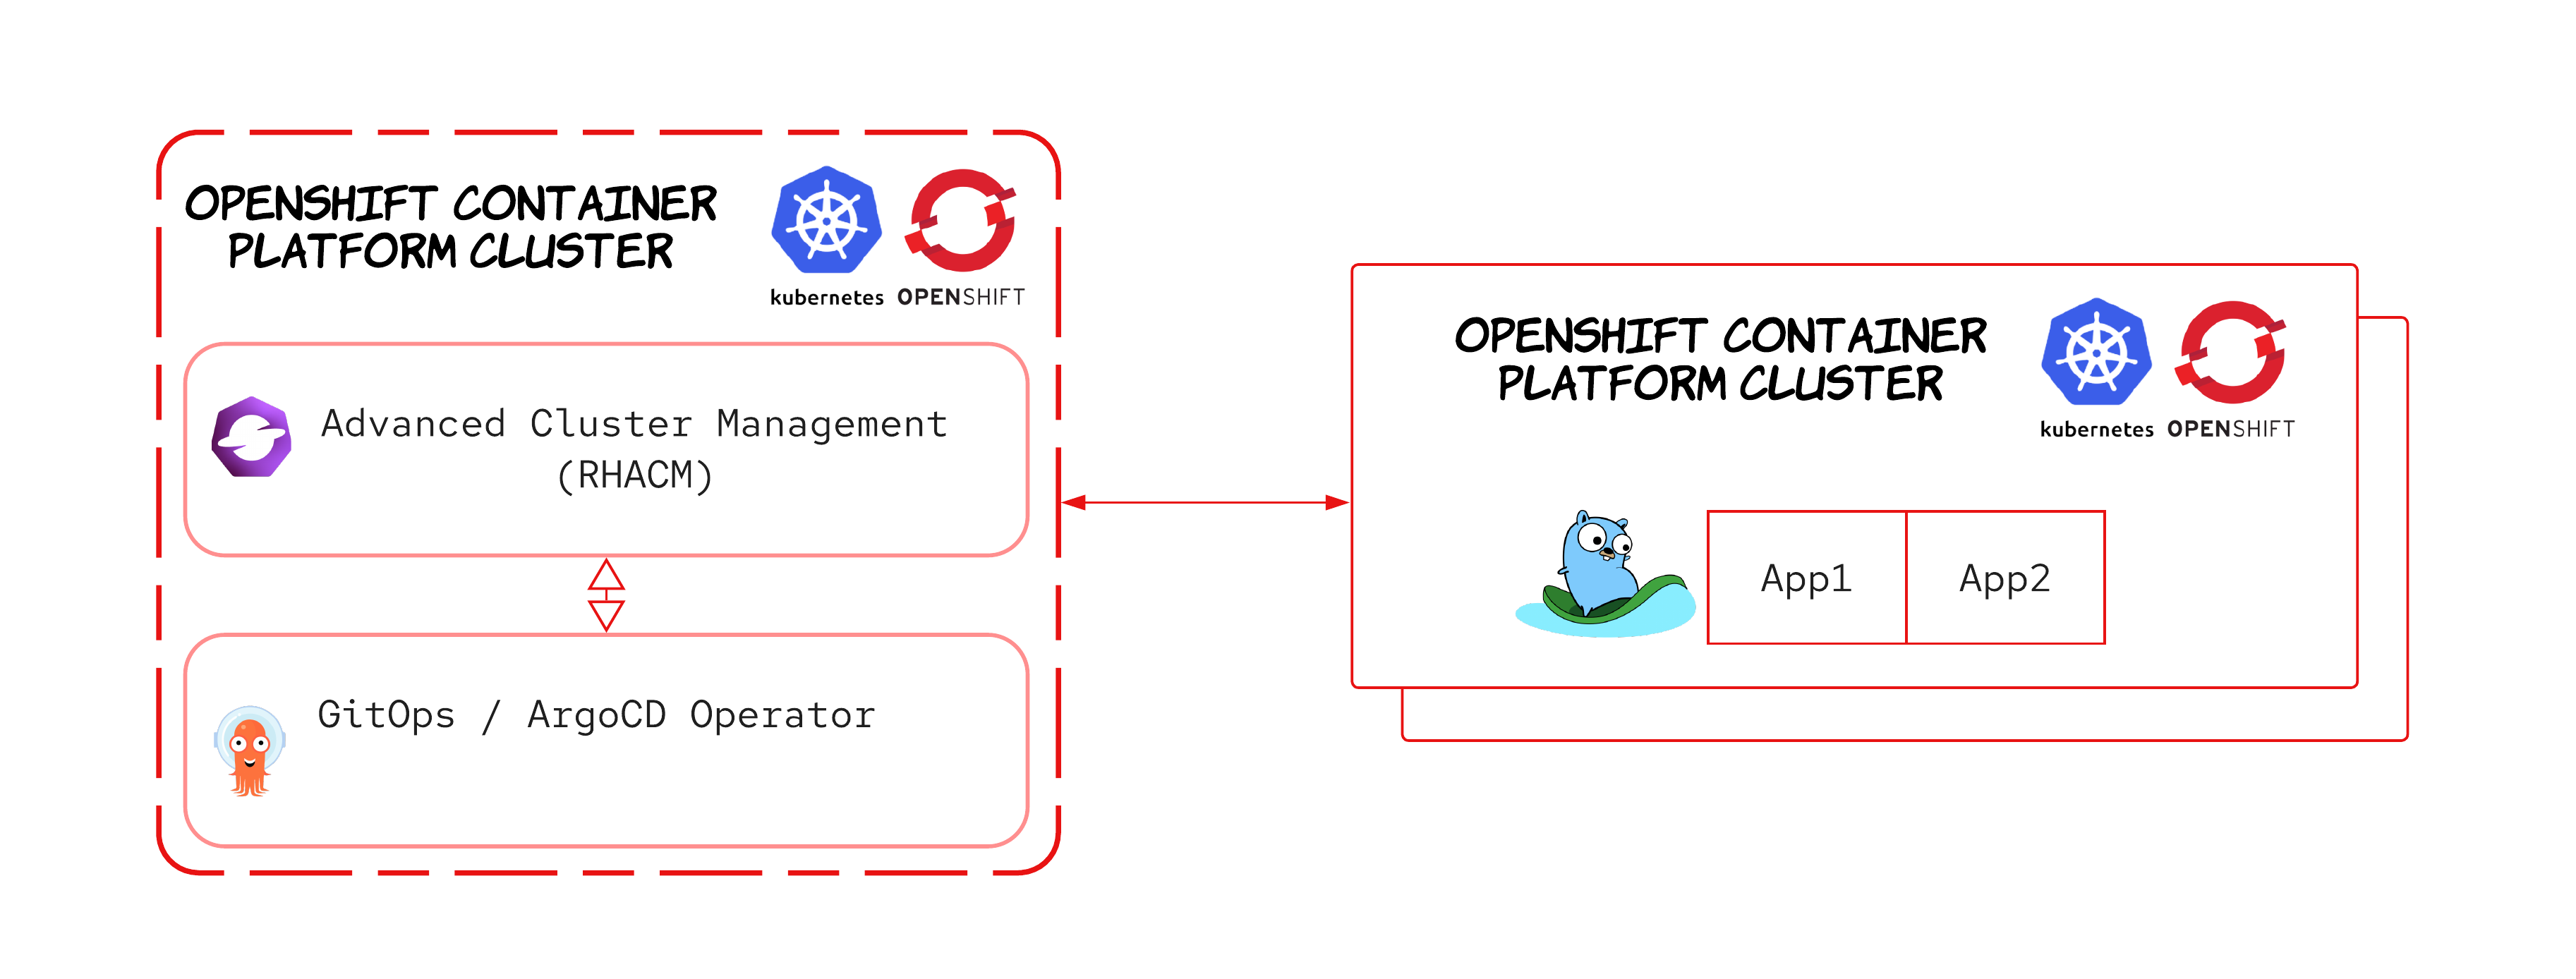 OPENSHIFT CONTAINER
PLATFORM CLUSTER
kubernetes OPENSHIFT
Advanced Cluster Management
(RHACM)
GitOps / ArgoCD Operator
OPENSHIFT CONTAINER
PLATFORM CLUSTER
kubernetes OPENSHIFT
App1 App2